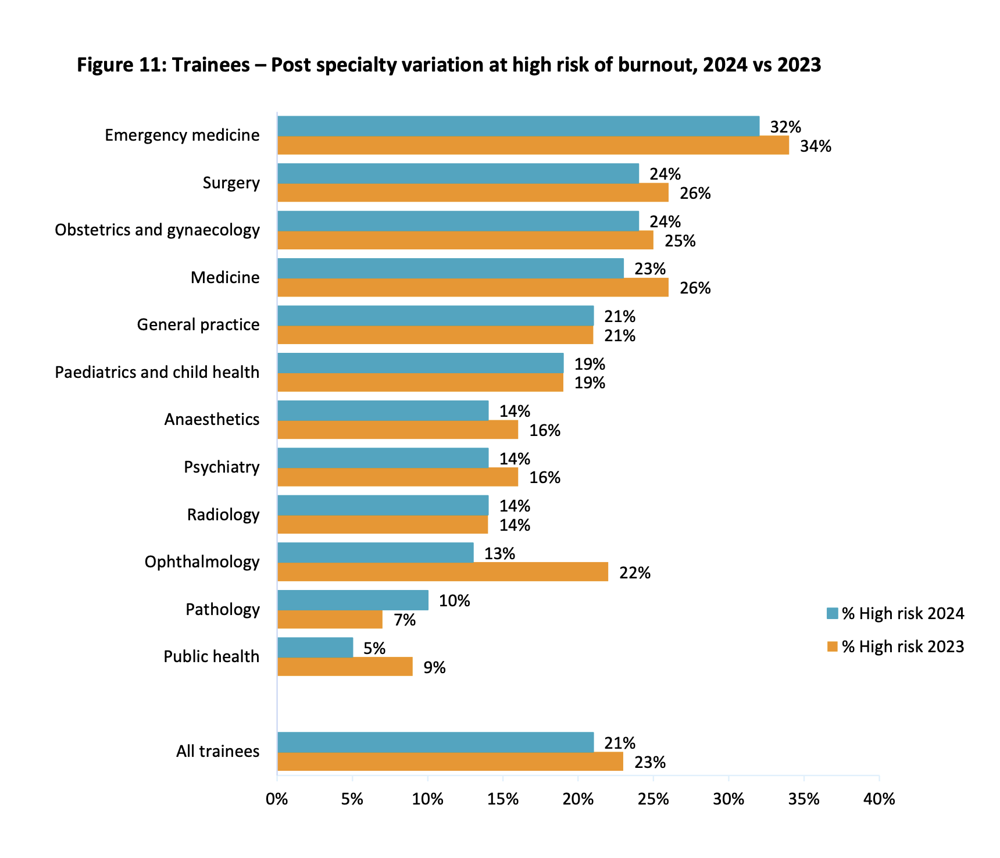 Figure 11: Trainees – Post specialty variation at high risk of burnout, 2024 vs 2023
Emergency medicine
32%
34%
Surgery
24%
26%
Obstetrics and gynaecology
24%
25%
Medicine
23%
26%
General practice
21%
21%
Paediatrics and child health
19%
19%
Anaesthetics
14%
16%
Psychiatry
14%
16%
Radiology
14%
14%
Ophthalmology
13%
22%
Pathology
10%
7%
Public health
5%
9%
All trainees
21%
23%
% High risk 2024
% High risk 2023
0% 5% 10% 15% 20% 25% 30% 35% 40%